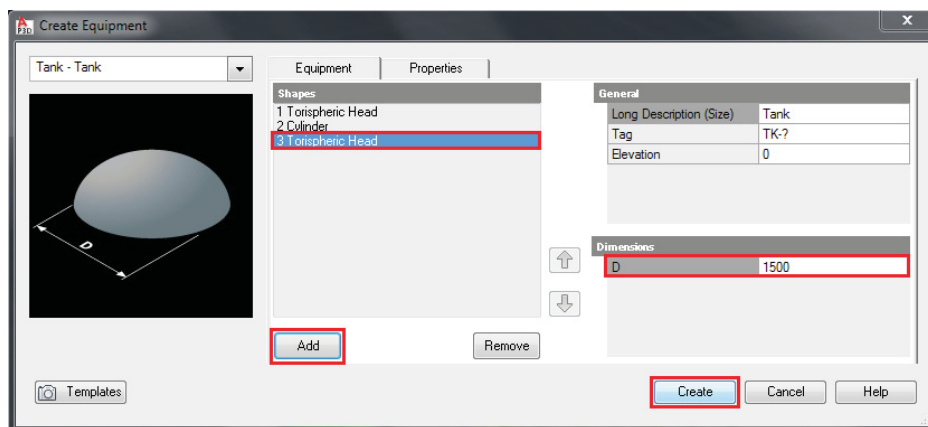 A
P3D
Create Equipment
X
Tank - Tank
Equipment
Properties
Shapes
1 Torispheric Head
2 Cylinder
3 Torispheric Head
General
Long Description (Size) Tank
Tag TK-?
Elevation 0
D
Dimensions
D 1500
Add
Remove
Templates
Create
Cancel
Help